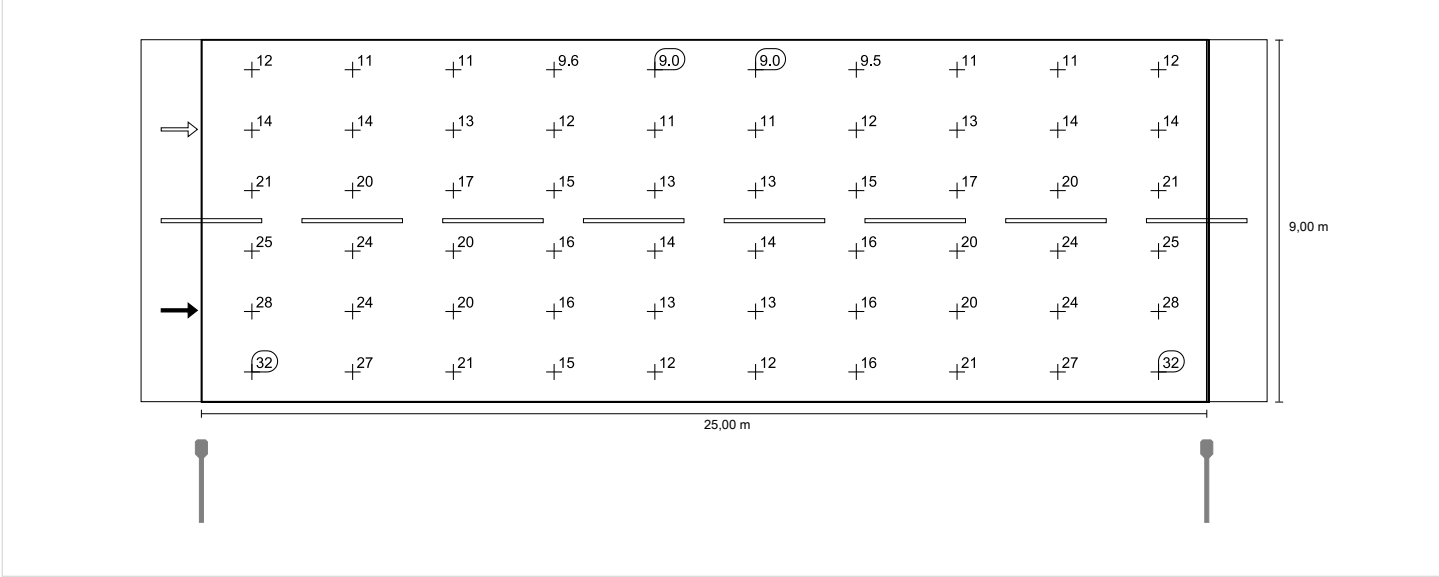 12 11 11 9.6 9.0 9.0 9.5 11 11 12
14 14 13 12 11 11 12 13 14 14
21 20 17 15 13 13 15 17 20 21
9,00 m
25 24 20 16 14 14 16 20 24 25
28 24 20 16 13 13 16 20 24 28
32 27 21 15 12 12 16 21 27 32
25,00 m